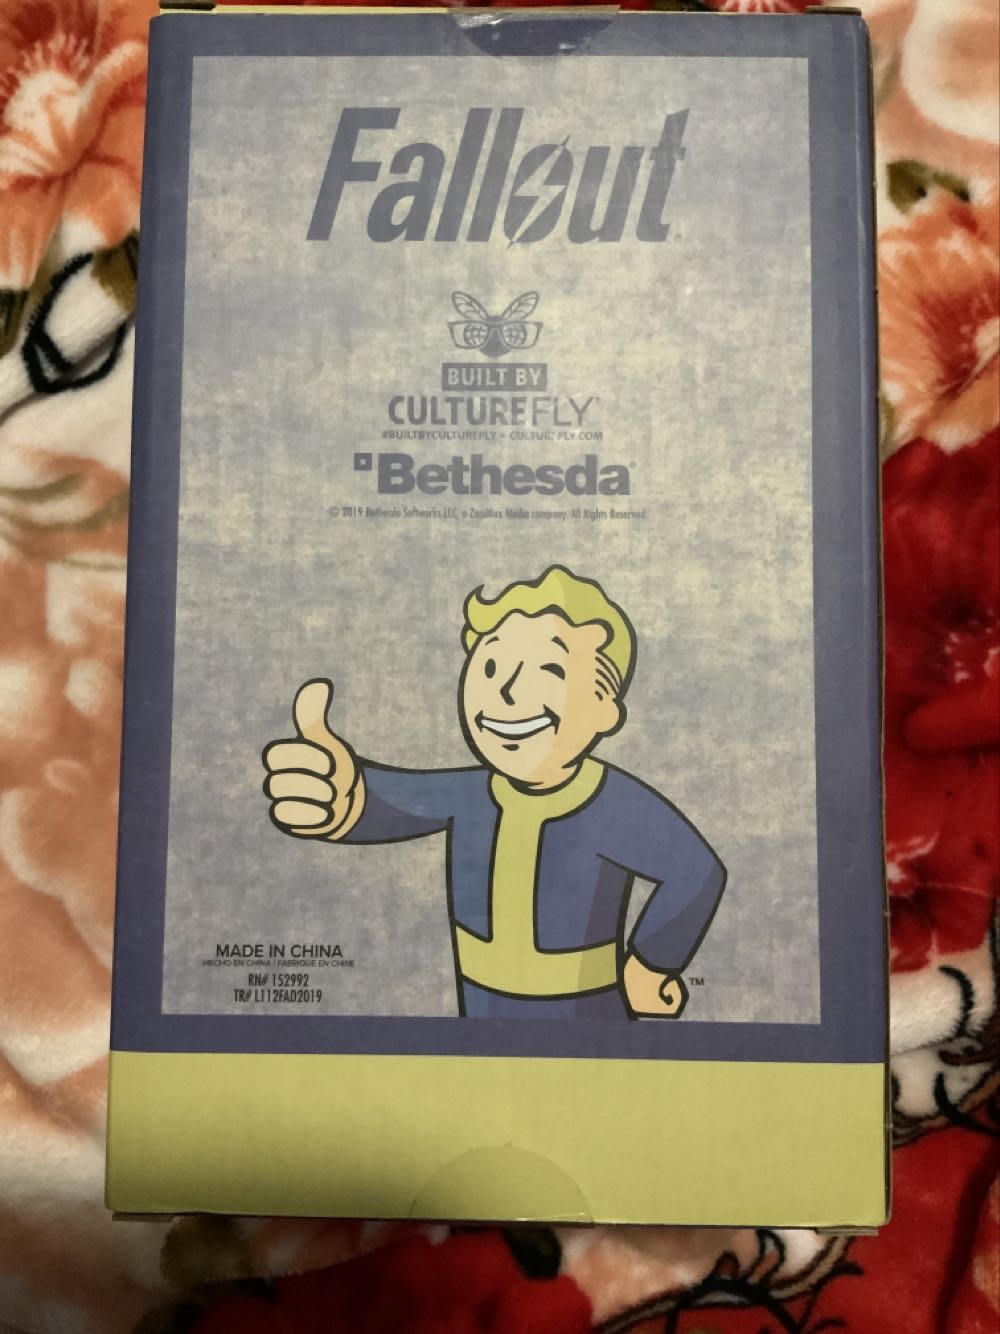 Fallout
BUILT BY
CULTUREFLY
#BUILTBYCULTUREFLY • CULTUREFLY.COM
Bethesda
© 2019 Bethesda Softworks LLC, a ZeniMax Media company. All Rights Reserved.
MADE IN CHINA
HECHO EN CHINA / FABRIQUÉ EN CHINE
RN# 152992
TR# L112FAD2019
TM